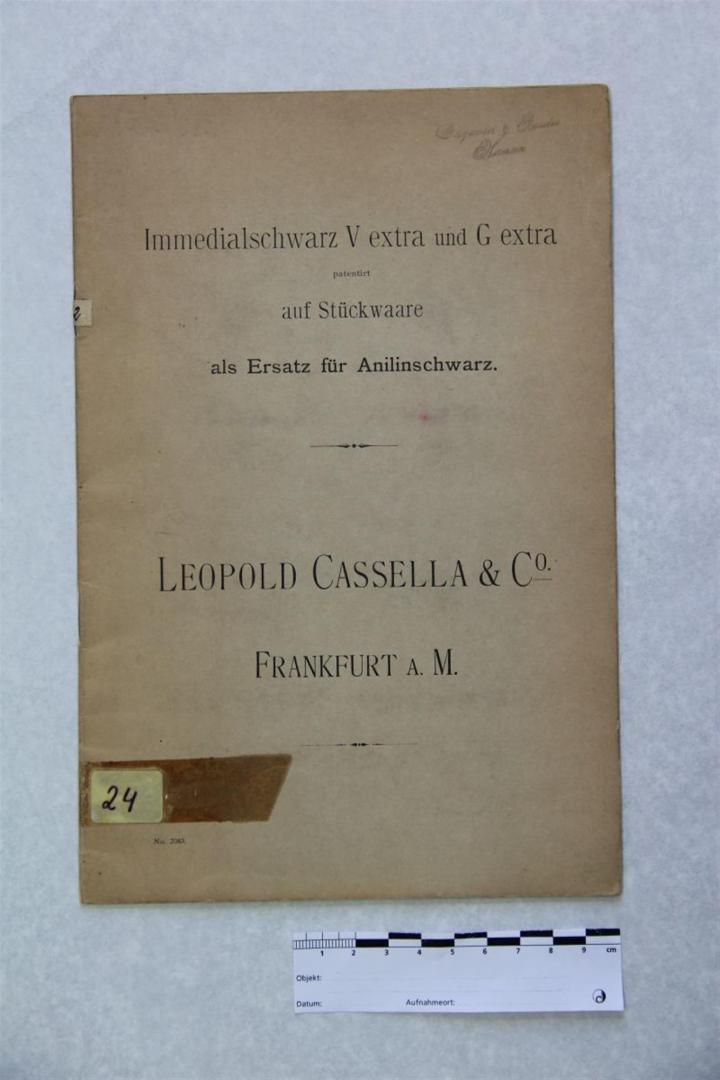 Immedialschwarz V extra und G extra
patentirt
auf Stückwaare
als Ersatz für Anilinschwarz.
LEOPOLD CASSELLA & Co.
FRANKFURT A. M.
24
No.
1 2 3 4 5 6 7 8 9 cm
Objekt:
Datum: Aufnahmeort: